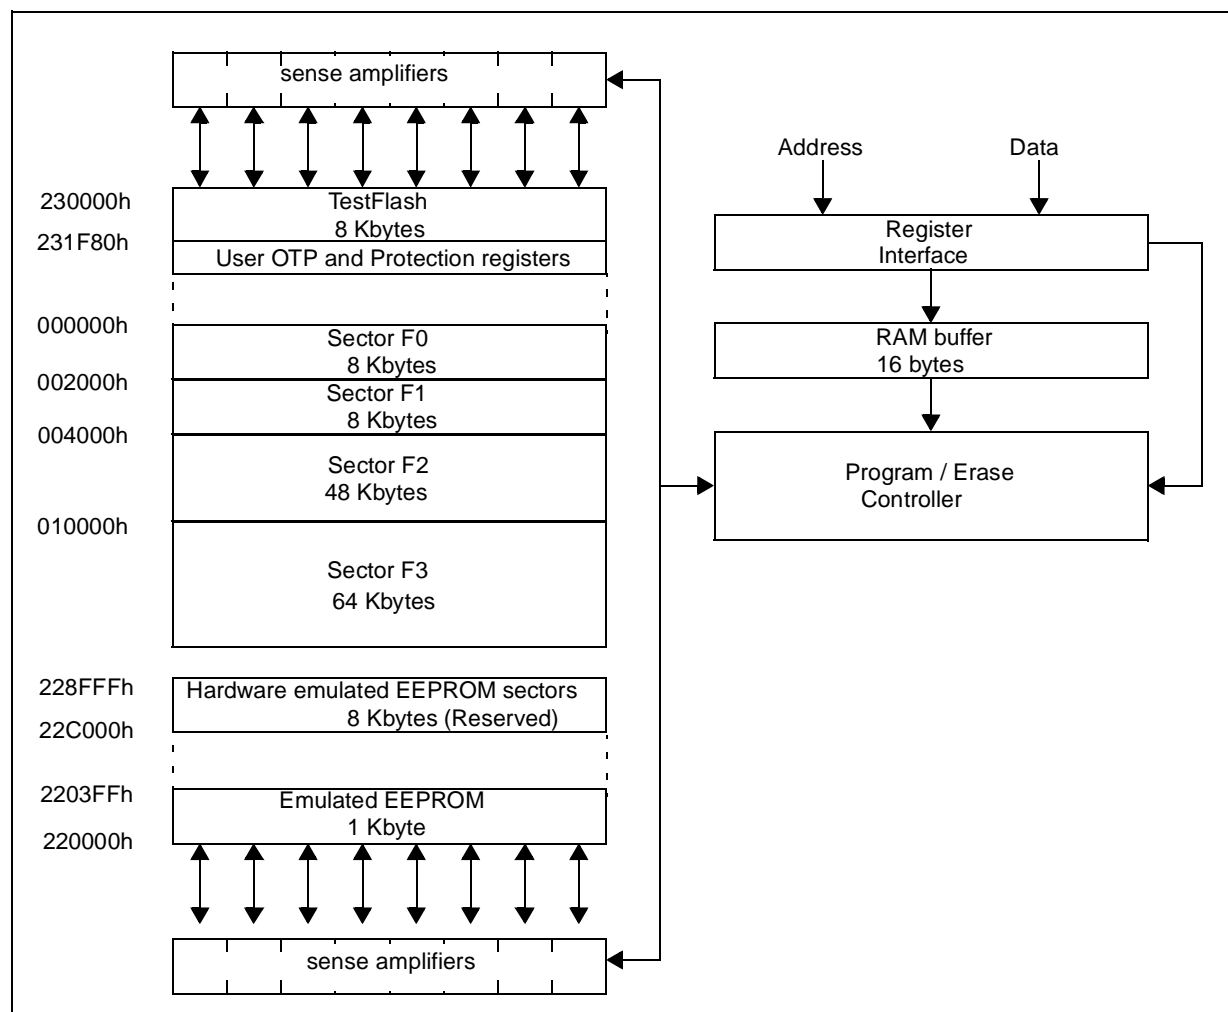 sense amplifiers
230000h
TestFlash
8 Kbytes
231F80h
User OTP and Protection registers
000000h
Sector F0
8 Kbytes
002000h
Sector F1
8 Kbytes
004000h
Sector F2
48 Kbytes
010000h
Sector F3
64 Kbytes
228FFFh
Hardware emulated EEPROM sectors
8 Kbytes (Reserved)
22C000h
2203FFh
Emulated EEPROM
1 Kbyte
220000h
sense amplifiers
Address
Data
Register
Interface
RAM buffer
16 bytes
Program / Erase
Controller